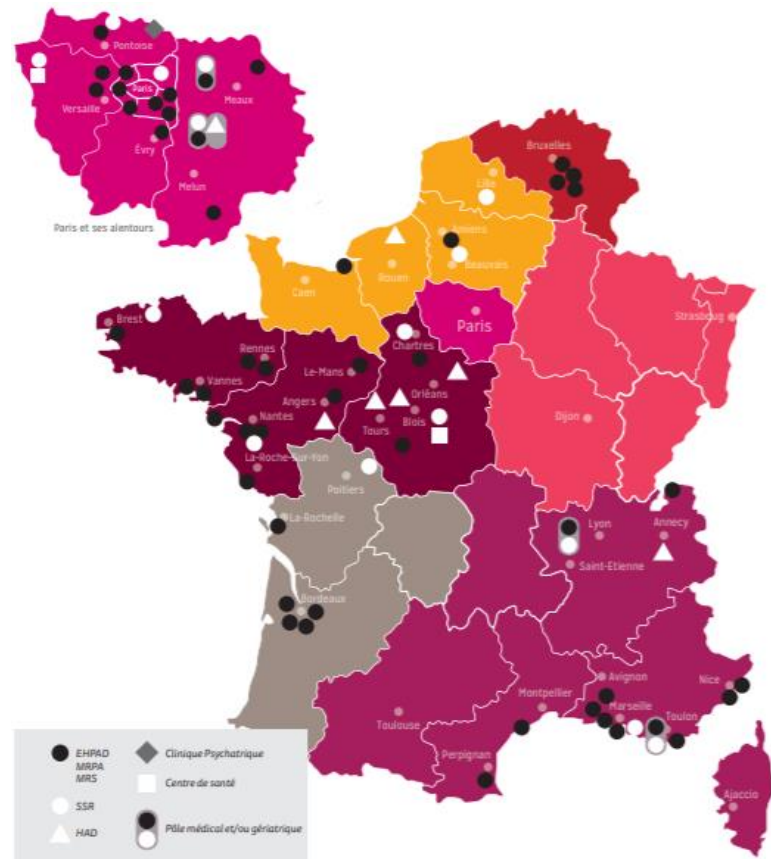 Pontoise
Paris
Meaux
Versaille
Évry
Melun
Paris et ses alentours
Bruxelles
Lille
Amiens
Rouen
Beauvais
Caen
Paris
Strasboug
Brest
Rennes
Chartres
Le-Mans
Vannes
Orléans
Angers
Nantes
Blois
Tours
Dijon
La-Roche-Sur-Yon
Poitiers
La-Rochelle
Lyon
Annecy
Saint-Etienne
Bordeaux
Avignon
Nice
Montpellier
Marseille
Toulon
Toulouse
Perpignan
Ajaccio
EHPAD
MRPA
MRS
SSR
HAD
Clinique Psychatrique
Centre de santé
Pôle médical et/ou gériatrique